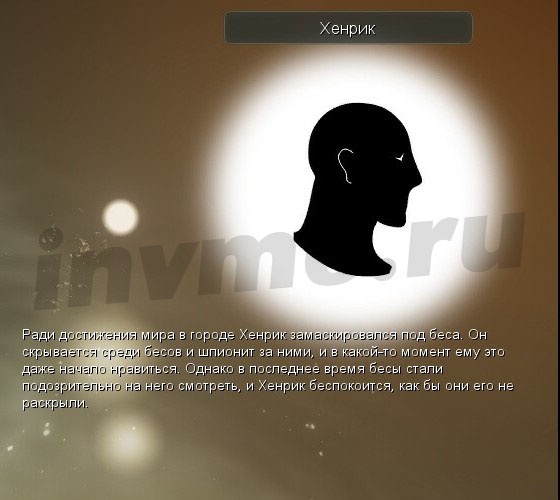 Хенрик
invmc.ru
Ради достижения мира в городе Хенрик замаскировался под беса. Он
скрывается среди бесов и шпионит за ними, и в какой-то момент ему это
даже начало нравиться. Однако в последнее время бесы стали
подозрительно на него смотреть, и Хенрик беспокоится, как бы они его не
раскрыли.